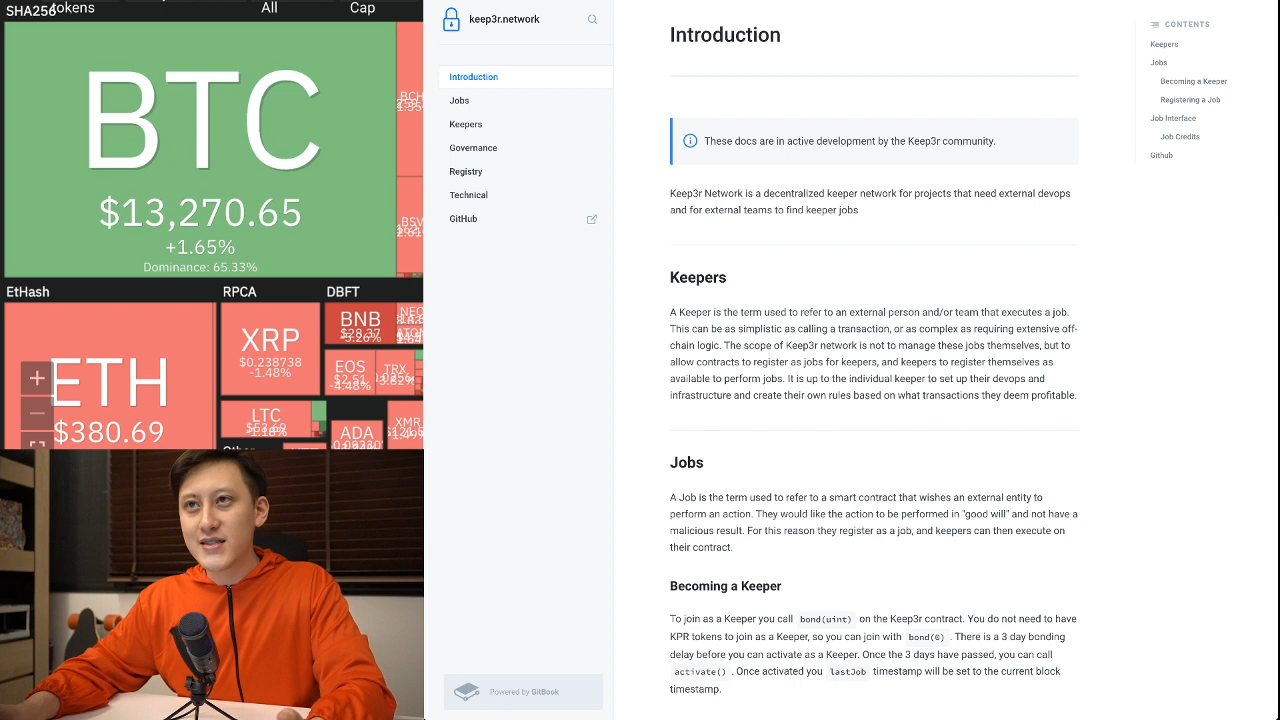 SHA256
okens
All
Cap
BTC
$13,270.65
+1.65%
Dominance: 65.33%
EtHash
RPCA
DBFT
ETH
$380.69
XRP
$0.238738
-1.48%
BNB
$28.37
-5.26%
EOS
$2.51
-4.48%
TRX
LTC
$53.69
-1.18%
ADA
XMR
keep3r.network
Introduction
Jobs
Keepers
Governance
Registry
Technical
GitHub
Powered by GitBook
Introduction
These docs are in active development by the Keep3r community.
Keep3r Network is a decentralized keeper network for projects that need external devops
and for external teams to find keeper jobs
Keepers
A Keeper is the term used to refer to an external person and/or team that executes a job.
This can be as simplistic as calling a transaction, or as complex as requiring extensive off-
chain logic. The scope of Keep3r network is not to manage these jobs themselves, but to
allow contracts to register as jobs for keepers, and keepers to register themselves as
available to perform jobs. It is up to the individual keeper to set up their devops and
infrastructure and create their own rules based on what transactions they deem profitable.
Jobs
A Job is the term used to refer to a smart contract that wishes an external entity to
perform an action. They would like the action to be performed in "good will" and not have a
malicious result. For this reason they register as a job, and keepers can then execute on
their contract.
Becoming a Keeper
To join as a Keeper you call bond(uint) on the Keep3r contract. You do not need to have
KPR tokens to join as a Keeper, so you can join with bond(0) . There is a 3 day bonding
delay before you can activate as a Keeper. Once the 3 days have passed, you can call
activate() . Once activated you lastJob timestamp will be set to the current block
timestamp.
CONTENTS
Keepers
Jobs
Becoming a Keeper
Registering a Job
Job Interface
Job Credits
Github